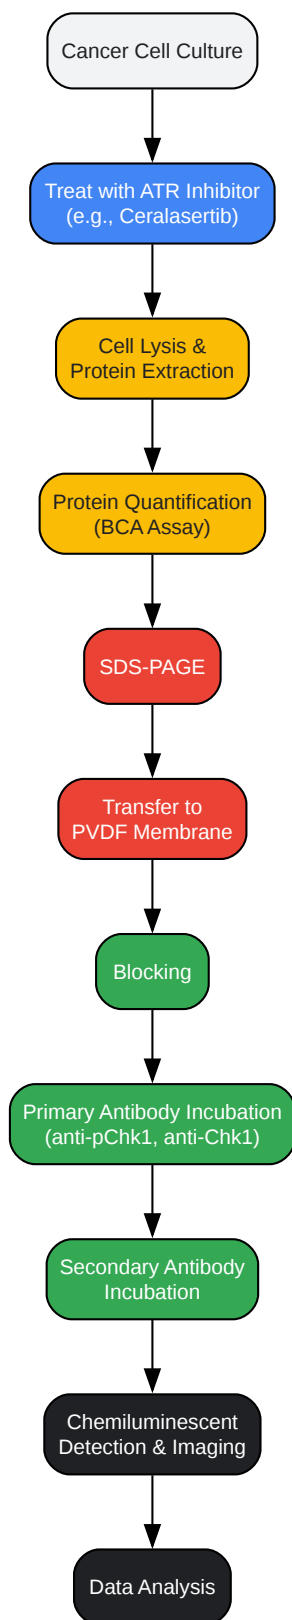 Cancer Cell Culture
Treat with ATR Inhibitor
(e.g., Ceralasertib)
Cell Lysis &
Protein Extraction
Protein Quantification
(BCA Assay)
SDS-PAGE
Transfer to
PVDF Membrane
Blocking
Primary Antibody Incubation
(anti-pChk1, anti-Chk1)
Secondary Antibody
Incubation
Chemiluminescent
Detection & Imaging
Data Analysis